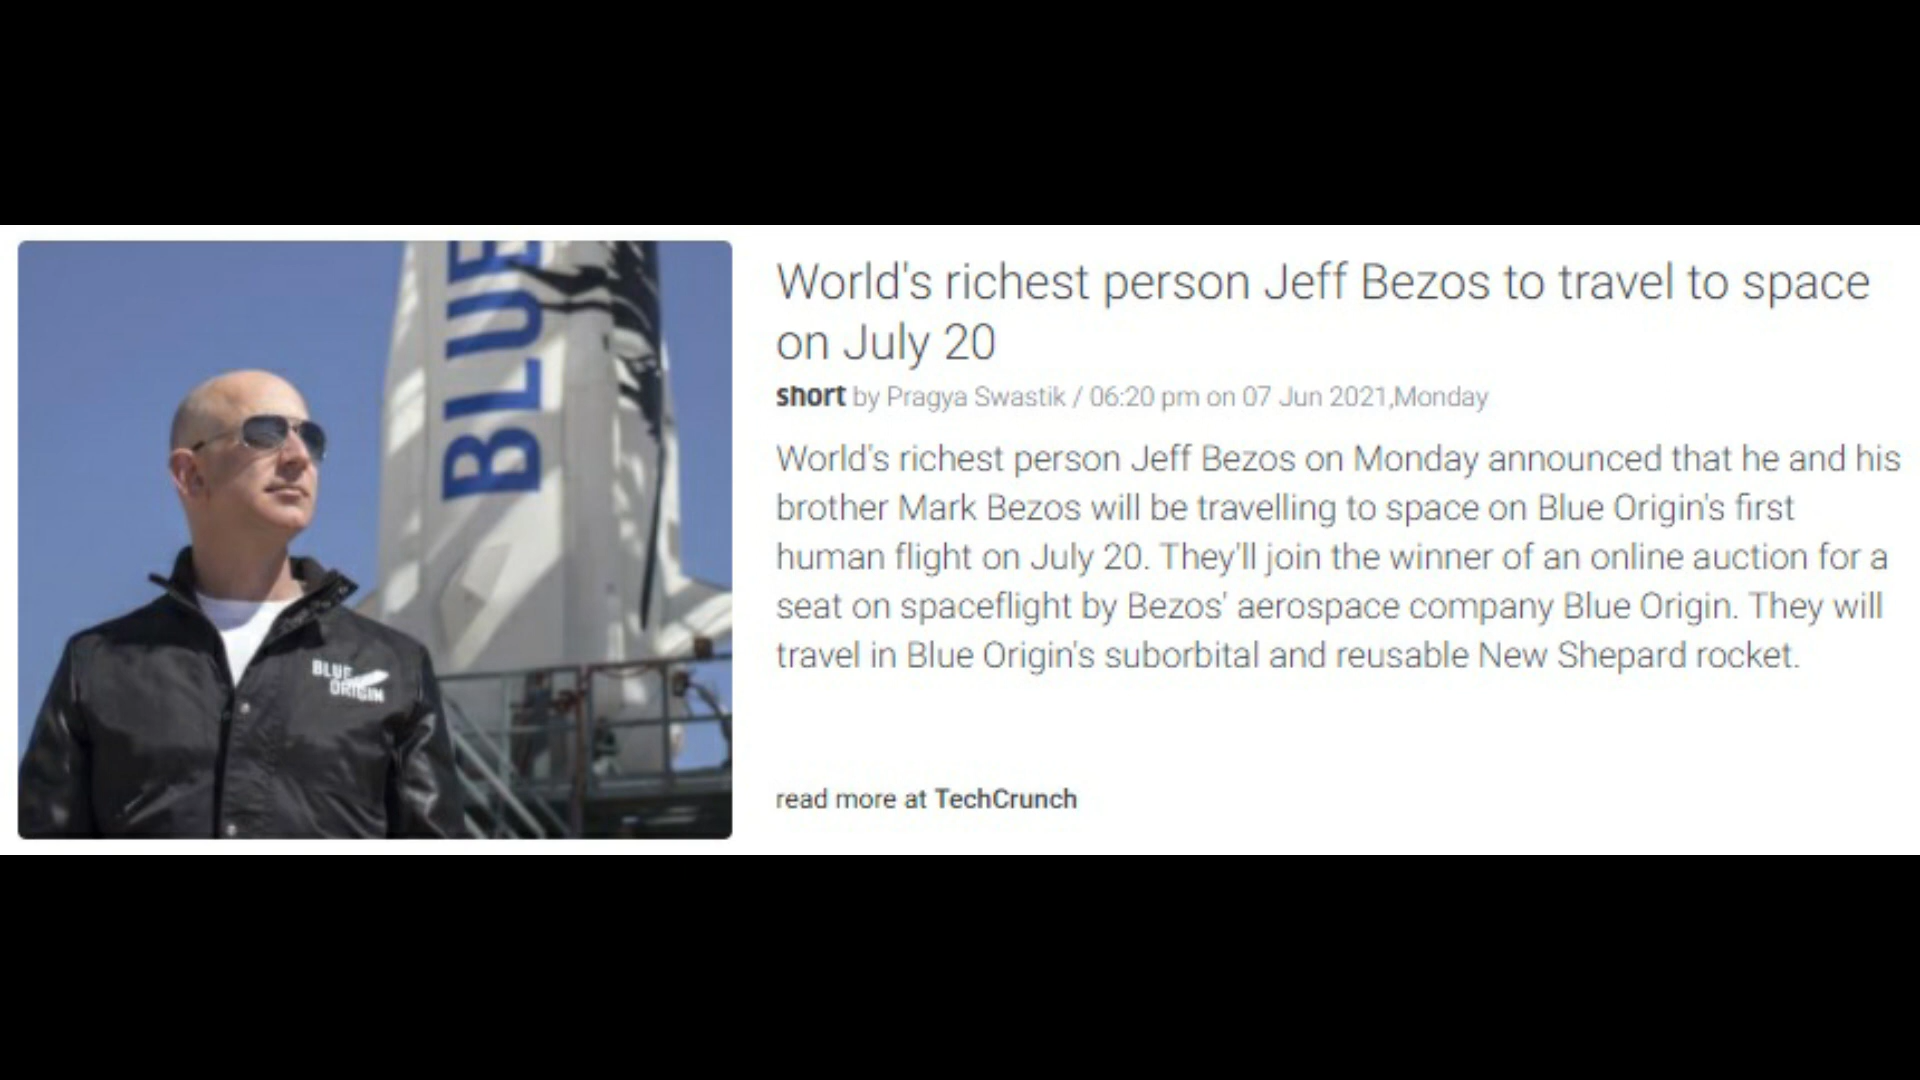 BLUE
BLUE
ORIGIN
World's richest person Jeff Bezos to travel to space
on July 20
short by Pragya Swastik / 06:20 pm on 07 Jun 2021,Monday
World's richest person Jeff Bezos on Monday announced that he and his
brother Mark Bezos will be travelling to space on Blue Origin's first
human flight on July 20. They'll join the winner of an online auction for a
seat on spaceflight by Bezos' aerospace company Blue Origin. They will
travel in Blue Origin's suborbital and reusable New Shepard rocket.
read more at TechCrunch